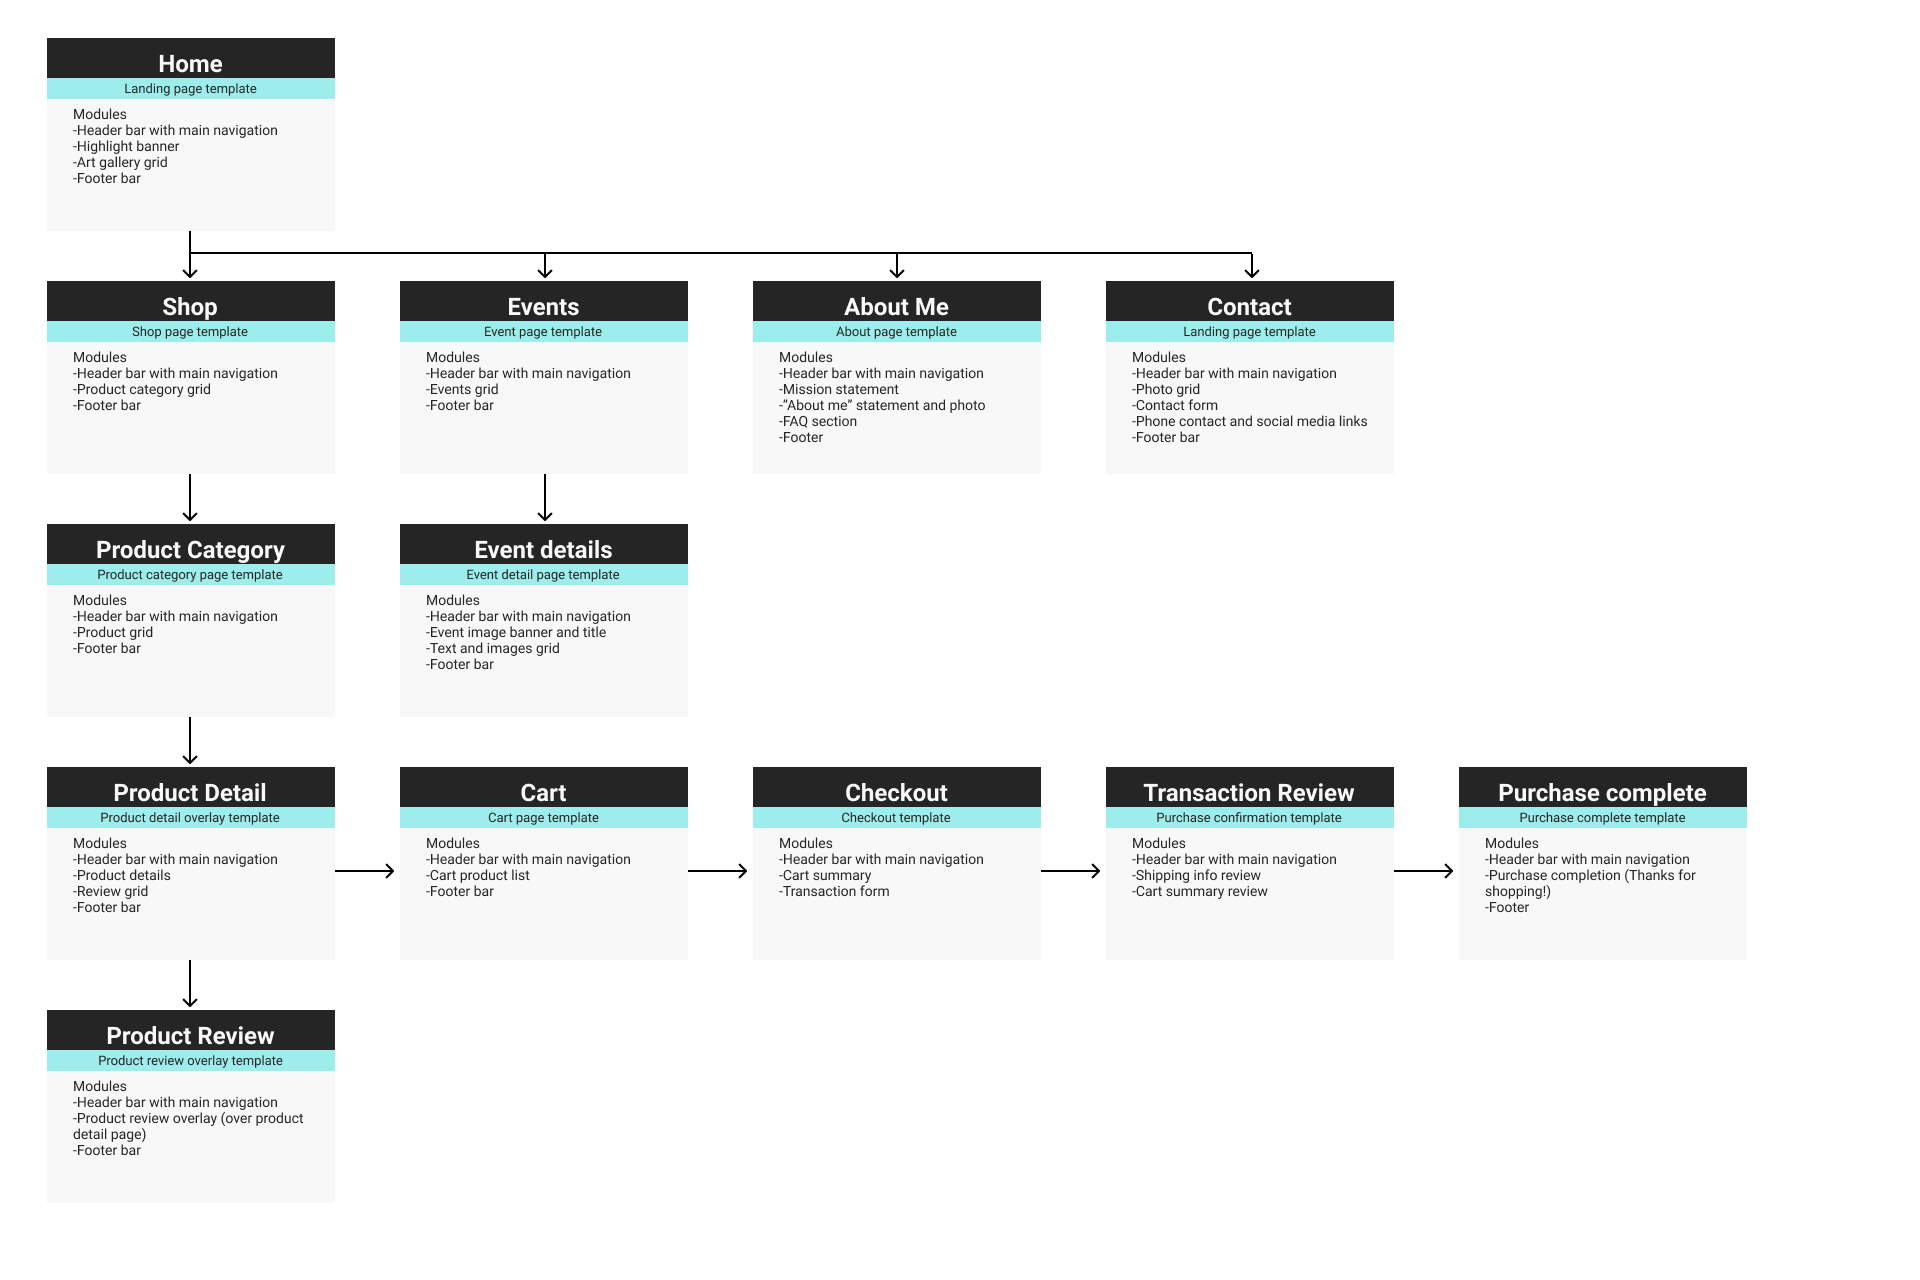 Home
Landing page template
Modules
-Header bar with main navigation
-Highlight banner
-Art gallery grid
-Footer bar
Shop
Shop page template
Modules
-Header bar with main navigation
-Product category grid
-Footer bar
Events
Event page template
Modules
-Header bar with main navigation
-Events grid
-Footer bar
About Me
About page template
Modules
-Header bar with main navigation
-Mission statement
-"About me" statement and photo
-FAQ section
-Footer
Contact
Landing page template
Modules
-Header bar with main navigation
-Photo grid
-Contact form
-Phone contact and social media links
-Footer bar
Product Category
Product category page template
Modules
-Header bar with main navigation
-Product grid
-Footer bar
Event details
Event detail page template
Modules
-Header bar with main navigation
-Event image banner and title
-Text and images grid
-Footer bar
Product Detail
Product detail overlay template
Modules
-Header bar with main navigation
-Product details
-Review grid
-Footer bar
Cart
Cart page template
Modules
-Header bar with main navigation
-Cart product list
-Footer bar
Checkout
Checkout template
Modules
-Header bar with main navigation
-Cart summary
-Transaction form
Transaction Review
Purchase confirmation template
Modules
-Header bar with main navigation
-Shipping info review
-Cart summary review
Purchase complete
Purchase complete template
Modules
-Header bar with main navigation
-Purchase completion (Thanks for
shopping!)
-Footer
Product Review
Product review overlay template
Modules
-Header bar with main navigation
-Product review overlay (over product
detail page)
-Footer bar